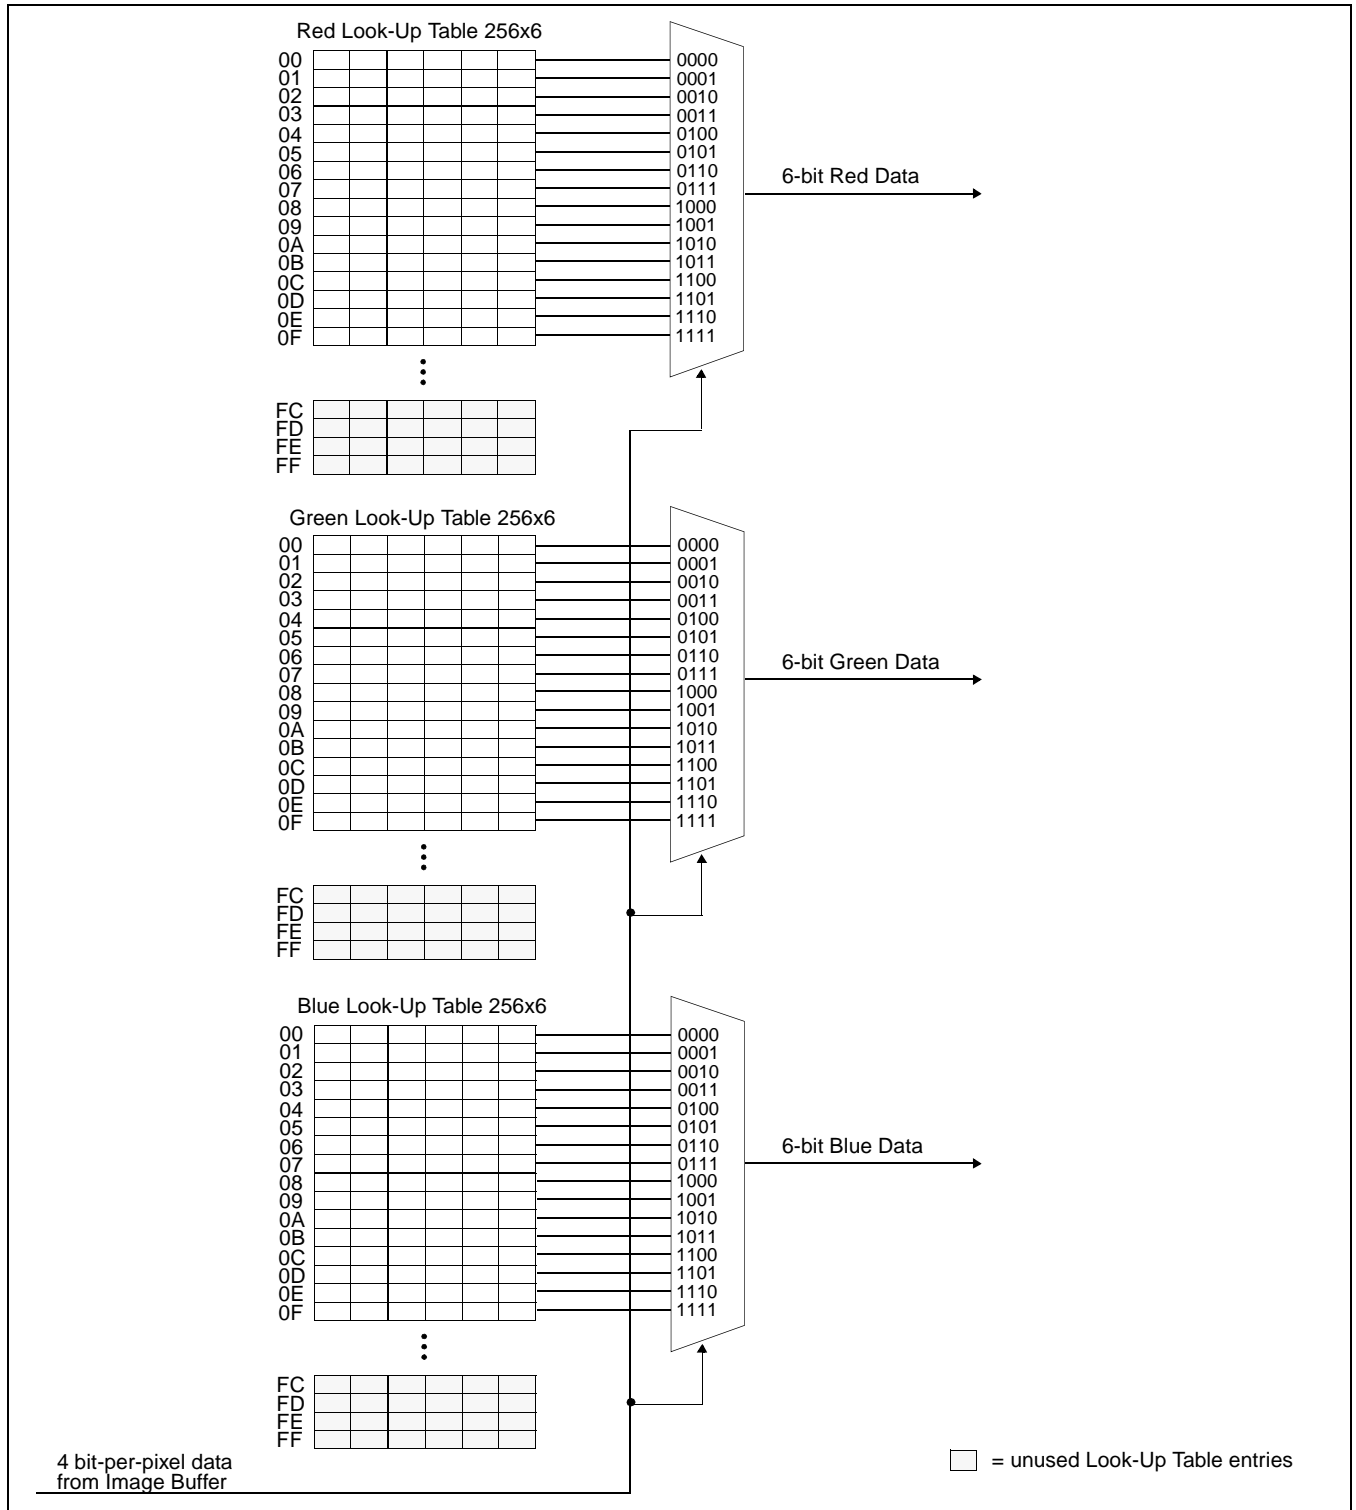 Red Look-Up Table 256x6
00 0000
01 0001
02 0010
03 0011
04 0100
05 0101
06 0110
07 0111
08 1000
09 1001
0A 1010
0B 1011
0C 1100
0D 1101
0E 1110
0F 1111
6-bit Red Data
FC
FD
FE
FF
Green Look-Up Table 256x6
00 0000
01 0001
02 0010
03 0011
04 0100
05 0101
06 0110
07 0111
08 1000
09 1001
0A 1010
0B 1011
0C 1100
0D 1101
0E 1110
0F 1111
6-bit Green Data
FC
FD
FE
FF
Blue Look-Up Table 256x6
00 0000
01 0001
02 0010
03 0011
04 0100
05 0101
06 0110
07 0111
08 1000
09 1001
0A 1010
0B 1011
0C 1100
0D 1101
0E 1110
0F 1111
6-bit Blue Data
FC
FD
FE
FF
4 bit-per-pixel data
from Image Buffer
= unused Look-Up Table entries